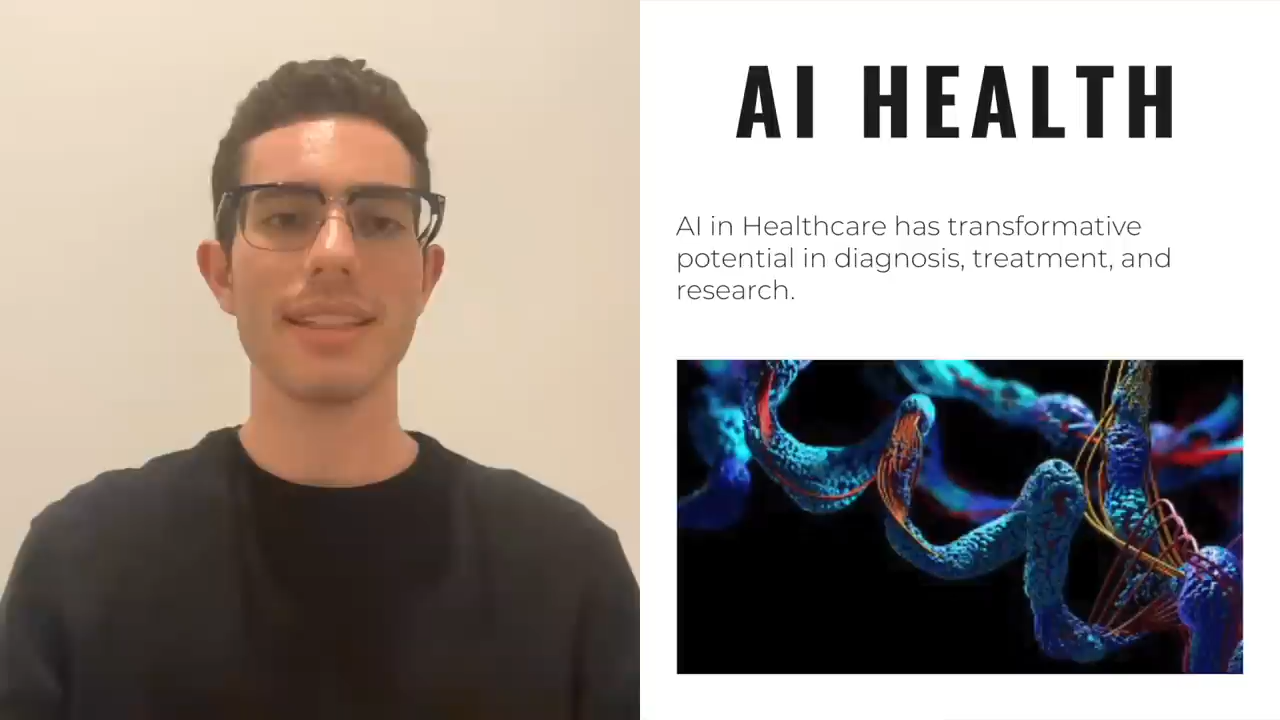 AI HEALTH
AI in Healthcare has transformative
potential in diagnosis, treatment, and
research.